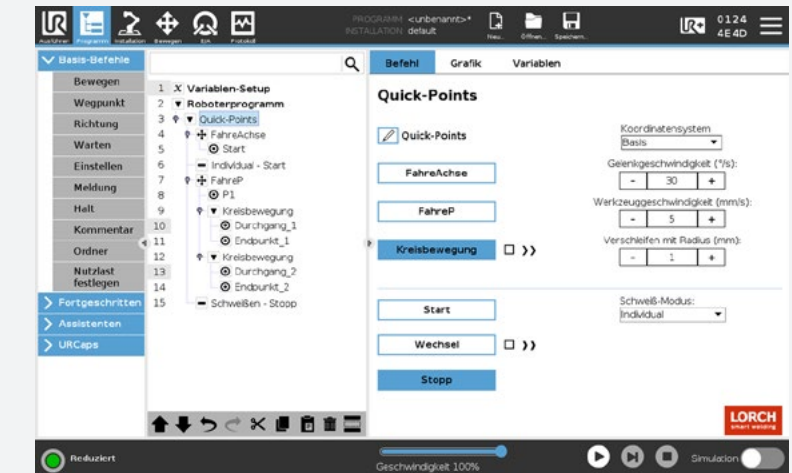 UR
PROGRAMM <unbenannt>*
INSTALLATION default
UR+
0124
4E4D
Ausführen Programm Installation Bewegen E/A Protokoll
Neu... Öffnen... Speichern...
Basis-Befehle
Bewegen
Wegpunkt
Richtung
Warten
Einstellen
Meldung
Halt
Kommentar
Ordner
Nutzlast
festlegen
Fortgeschritten
Assistenten
URCaps
1 X Variablen-Setup
2 Roboterprogramm
3 Quick-Points
4 FahreAchse
5 Start
6 Individual - Start
7 FahreP
8 P1
9 Kreisbewegung
10 Durchgang_1
11 Endpunkt_1
12 Kreisbewegung
13 Durchgang_2
14 Endpunkt_2
15 Schweißen - Stopp
Befehl Grafik Variablen
Quick-Points
Quick-Points
FahreAchse
FahreP
Kreisbewegung
Koordinatensystem
Basis
Gelenkgeschwindigkeit (°/s):
- 30 +
Werkzeuggeschwindigkeit (mm/s):
- 5 +
Verschleifen mit Radius (mm):
- 1 +
Start
Wechsel
Stopp
Schweiß-Modus:
Individual
LORCH
smart welding
Reduziert
Geschwindigkeit 100%
Simulation